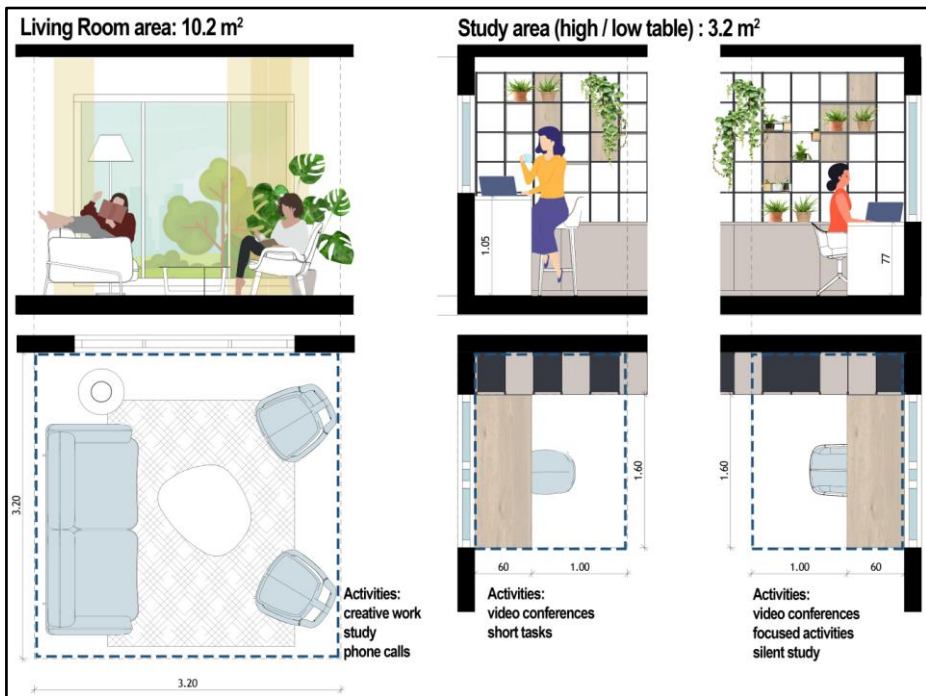 Living Room area: 10.2 m²
Study area (high / low table) : 3.2 m²
1.05
77
3.20
3.20
Activities:
creative work
study
phone calls
1.60
60
1.00
Activities:
video conferences
short tasks
1.60
1.00
60
Activities:
video conferences
focused activities
silent study